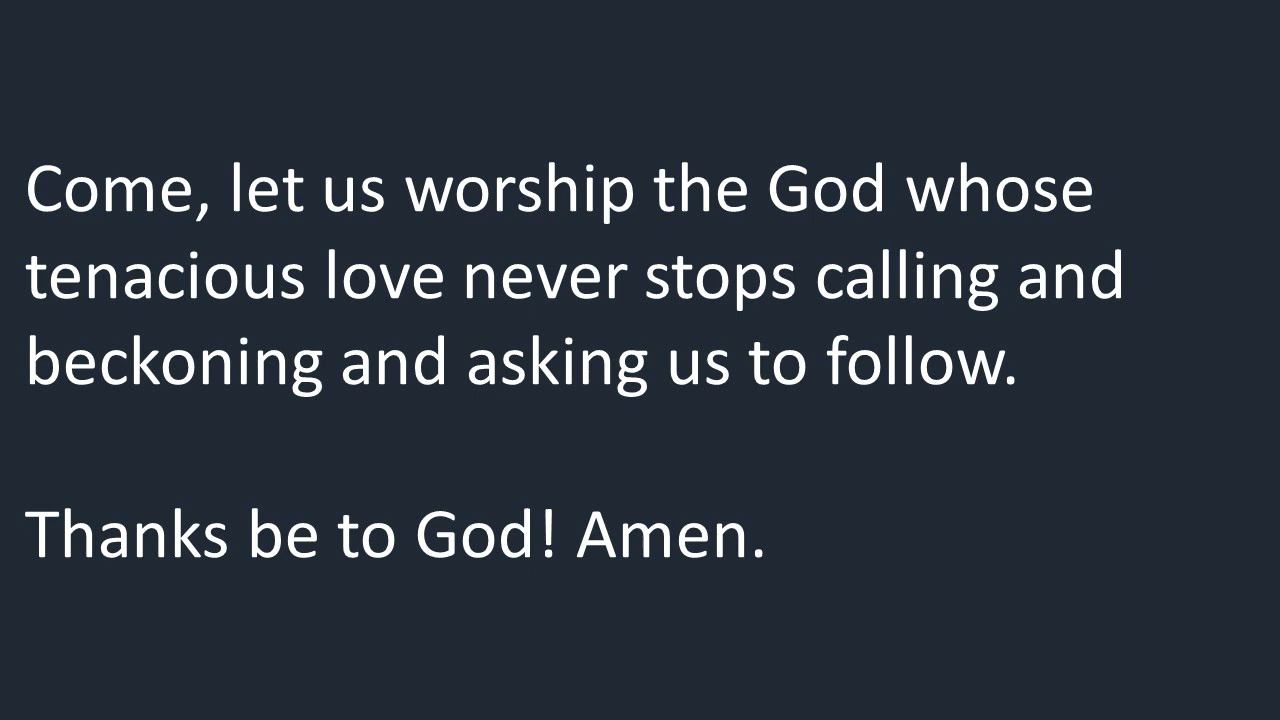 Come, let us worship the God whose
tenacious love never stops calling and
beckoning and asking us to follow.
Thanks be to God! Amen.